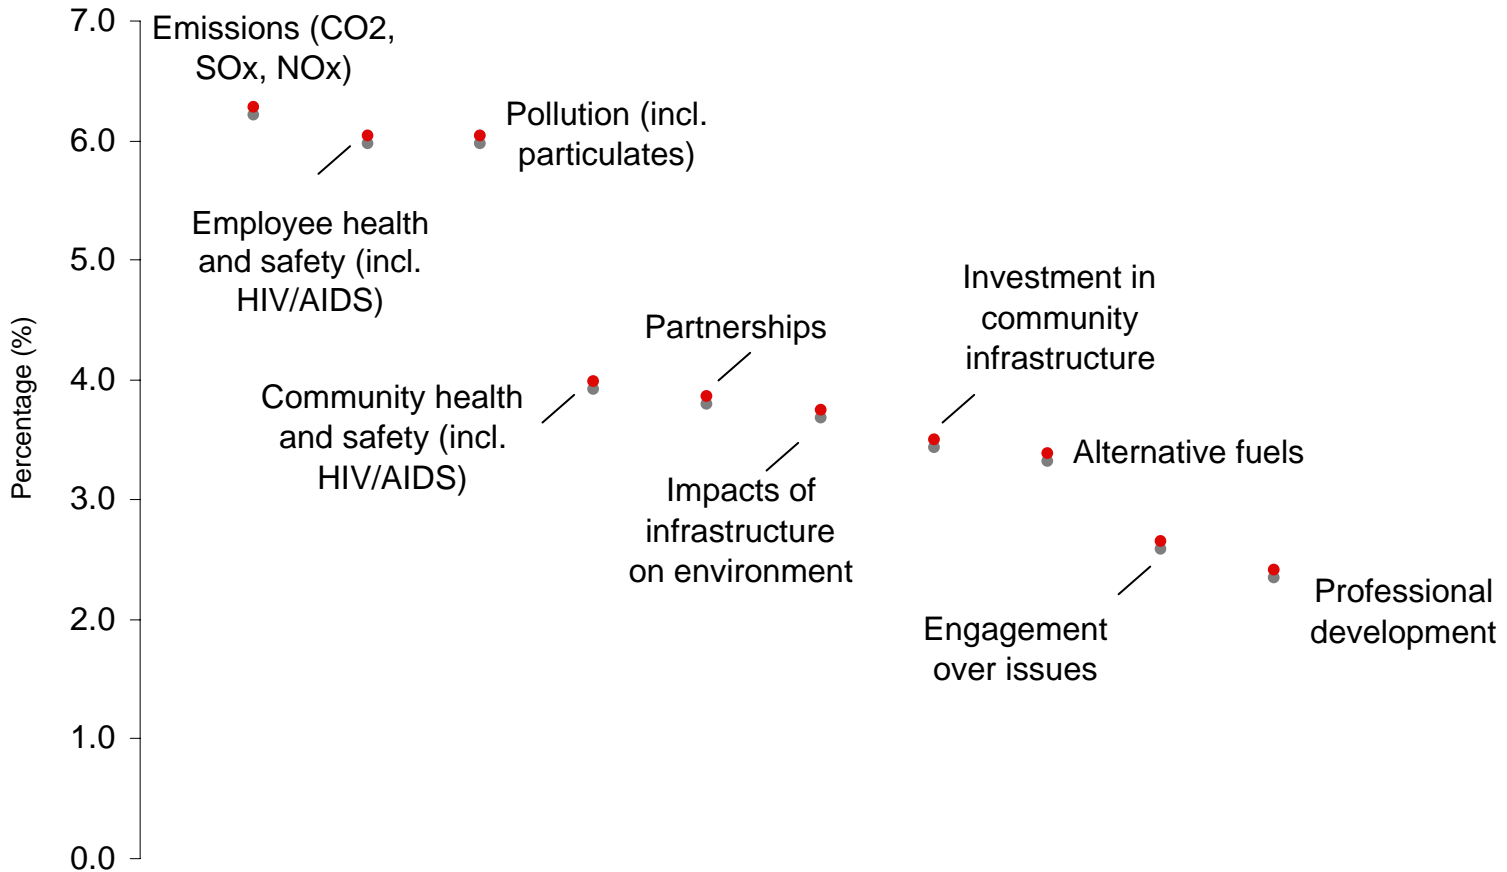 7.0
6.0
5.0
4.0
3.0
2.0
1.0
0.0
Percentage (%)
Emissions (CO2,
SOx, NOx)
Employee health
and safety (incl.
HIV/AIDS)
Pollution (incl.
particulates)
Community health
and safety (incl.
HIV/AIDS)
Partnerships
Impacts of
infrastructure
on environment
Investment in
community
infrastructure
Alternative fuels
Engagement
over issues
Professional
development